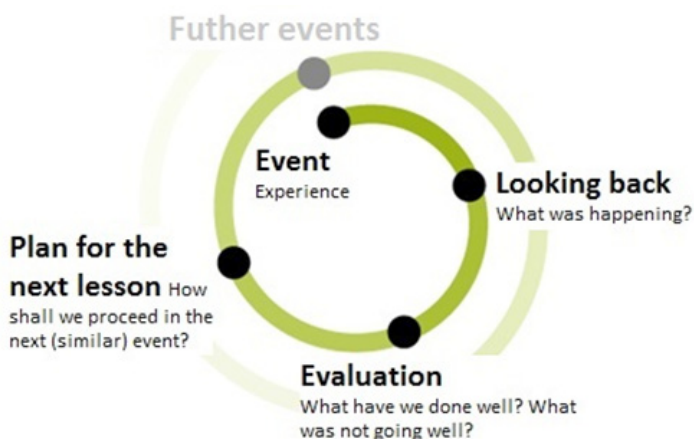 Futher events
Event
Experience
Looking back
What was happening?
Evaluation
What have we done well? What
was not going well?
Plan for the
next lesson How
shall we proceed in the
next (similar) event?